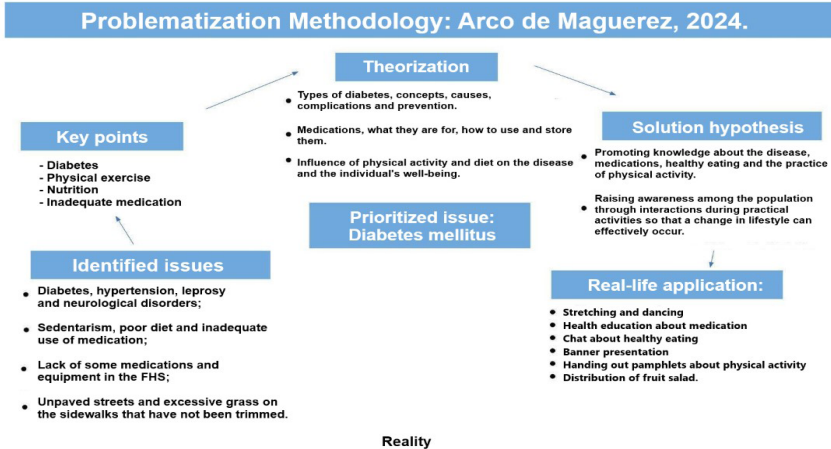 Problematization Methodology: Arco de Maguerez, 2024.
Theorization
• Types of diabetes, concepts, causes,
complications and prevention.
• Medications, what they are for, how to use and store
them.
• Influence of physical activity and diet on the disease
and the individual's well-being.
Key points
- Diabetes
- Physical exercise
- Nutrition
- Inadequate medication
Solution hypothesis
• Promoting knowledge about the disease,
medications, healthy eating and the practice
of physical activity.
• Raising awareness among the population
through interactions during practical
activities so that a change in lifestyle can
effectively occur.
Prioritized issue:
Diabetes mellitus
Identified issues
• Diabetes, hypertension, leprosy
and neurological disorders;
• Sedentarism, poor diet and inadequate
use of medication;
• Lack of some medications and
equipment in the FHS;
• Unpaved streets and excessive grass on
the sidewalks that have not been trimmed.
Real-life application:
• Stretching and dancing
• Health education about medication
• Chat about healthy eating
• Banner presentation
• Handing out pamphlets about physical activity
• Distribution of fruit salad.
Reality